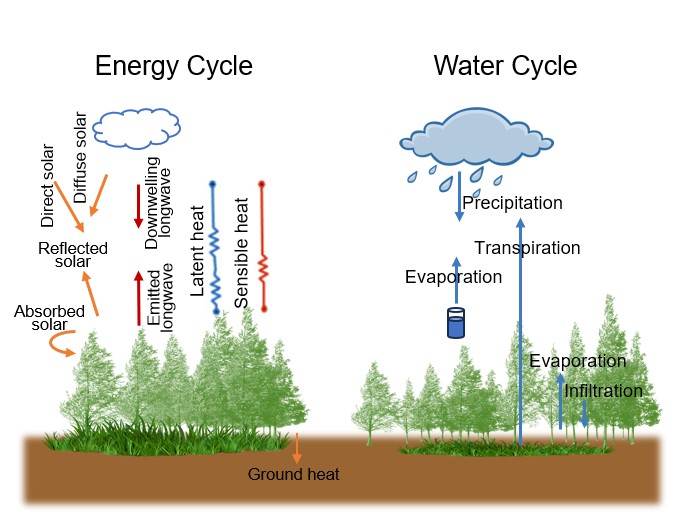 Energy Cycle
Water Cycle
Direct solar
Diffuse solar
Downwelling
longwave
Reflected
solar
Absorbed
solar
Emitted
longwave
Latent heat
Sensible heat
Ground heat
Precipitation
Transpiration
Evaporation
Evaporation
Infiltration